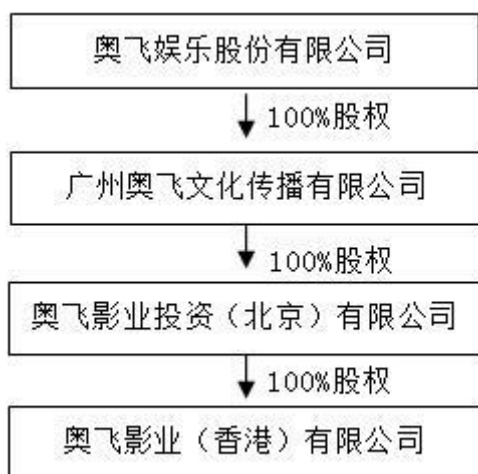 奥飞娱乐股份有限公司
100%股权
广州奥飞文化传播有限公司
100%股权
奥飞影业投资（北京）有限公司
100%股权
奥飞影业（香港）有限公司